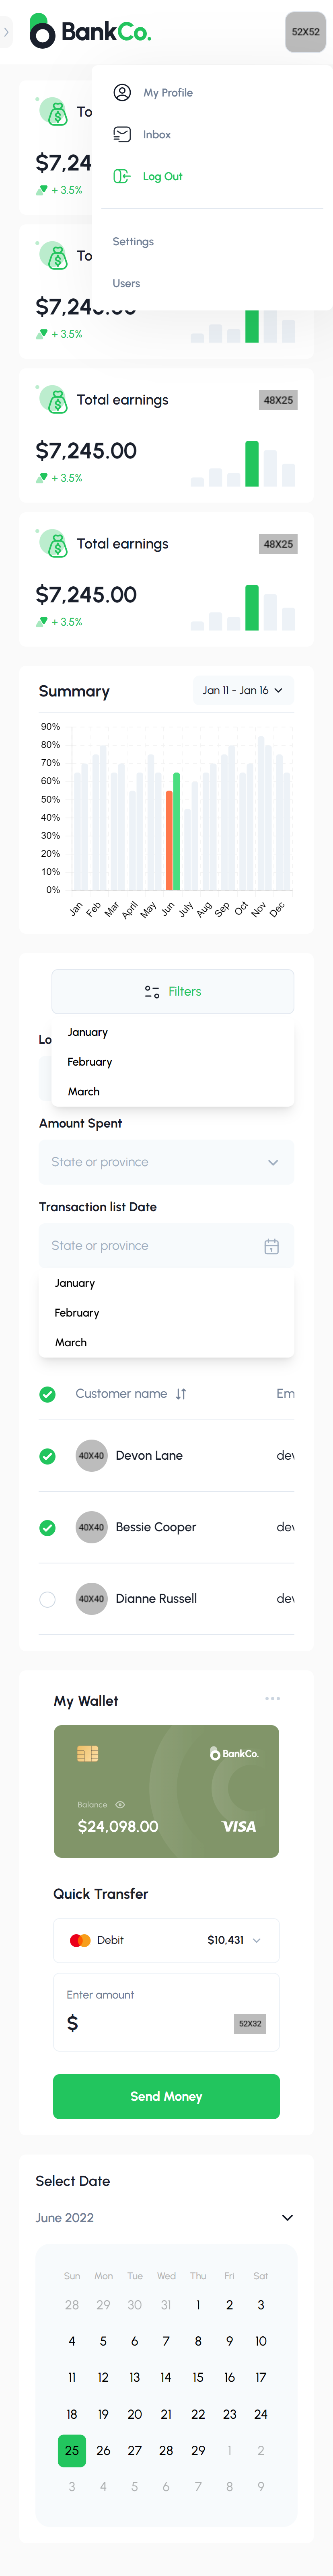 BankCo.
52X52
My Profile
Inbox
Log Out
Settings
Users
To
$7,24
+ 3.5%
To
$7,245.00
+ 3.5%
Total earnings
48X25
$7,245.00
+ 3.5%
Total earnings
48X25
$7,245.00
+ 3.5%
Summary
Jan 11 - Jan 16
90%
80%
70%
60%
50%
40%
30%
20%
10%
0%
Jan Feb Mar April May Jun July Aug Sep Oct Nov Dec
Filters
Lo
January
February
March
Amount Spent
State or province
Transaction list Date
State or province
1
January
February
March
Customer name Em
40X40 Devon Lane dev
40X40 Bessie Cooper dev
40X40 Dianne Russell dev
My Wallet
BankCo.
Balance
$24,098.00 VISA
Quick Transfer
Debit $10,431
Enter amount
$ 52X32
Send Money
Select Date
June 2022
Sun Mon Tue Wed Thu Fri Sat
28 29 30 31 1 2 3
4 5 6 7 8 9 10
11 12 13 14 15 16 17
18 19 20 21 22 23 24
25 26 27 28 29 1 2
3 4 5 6 7 8 9